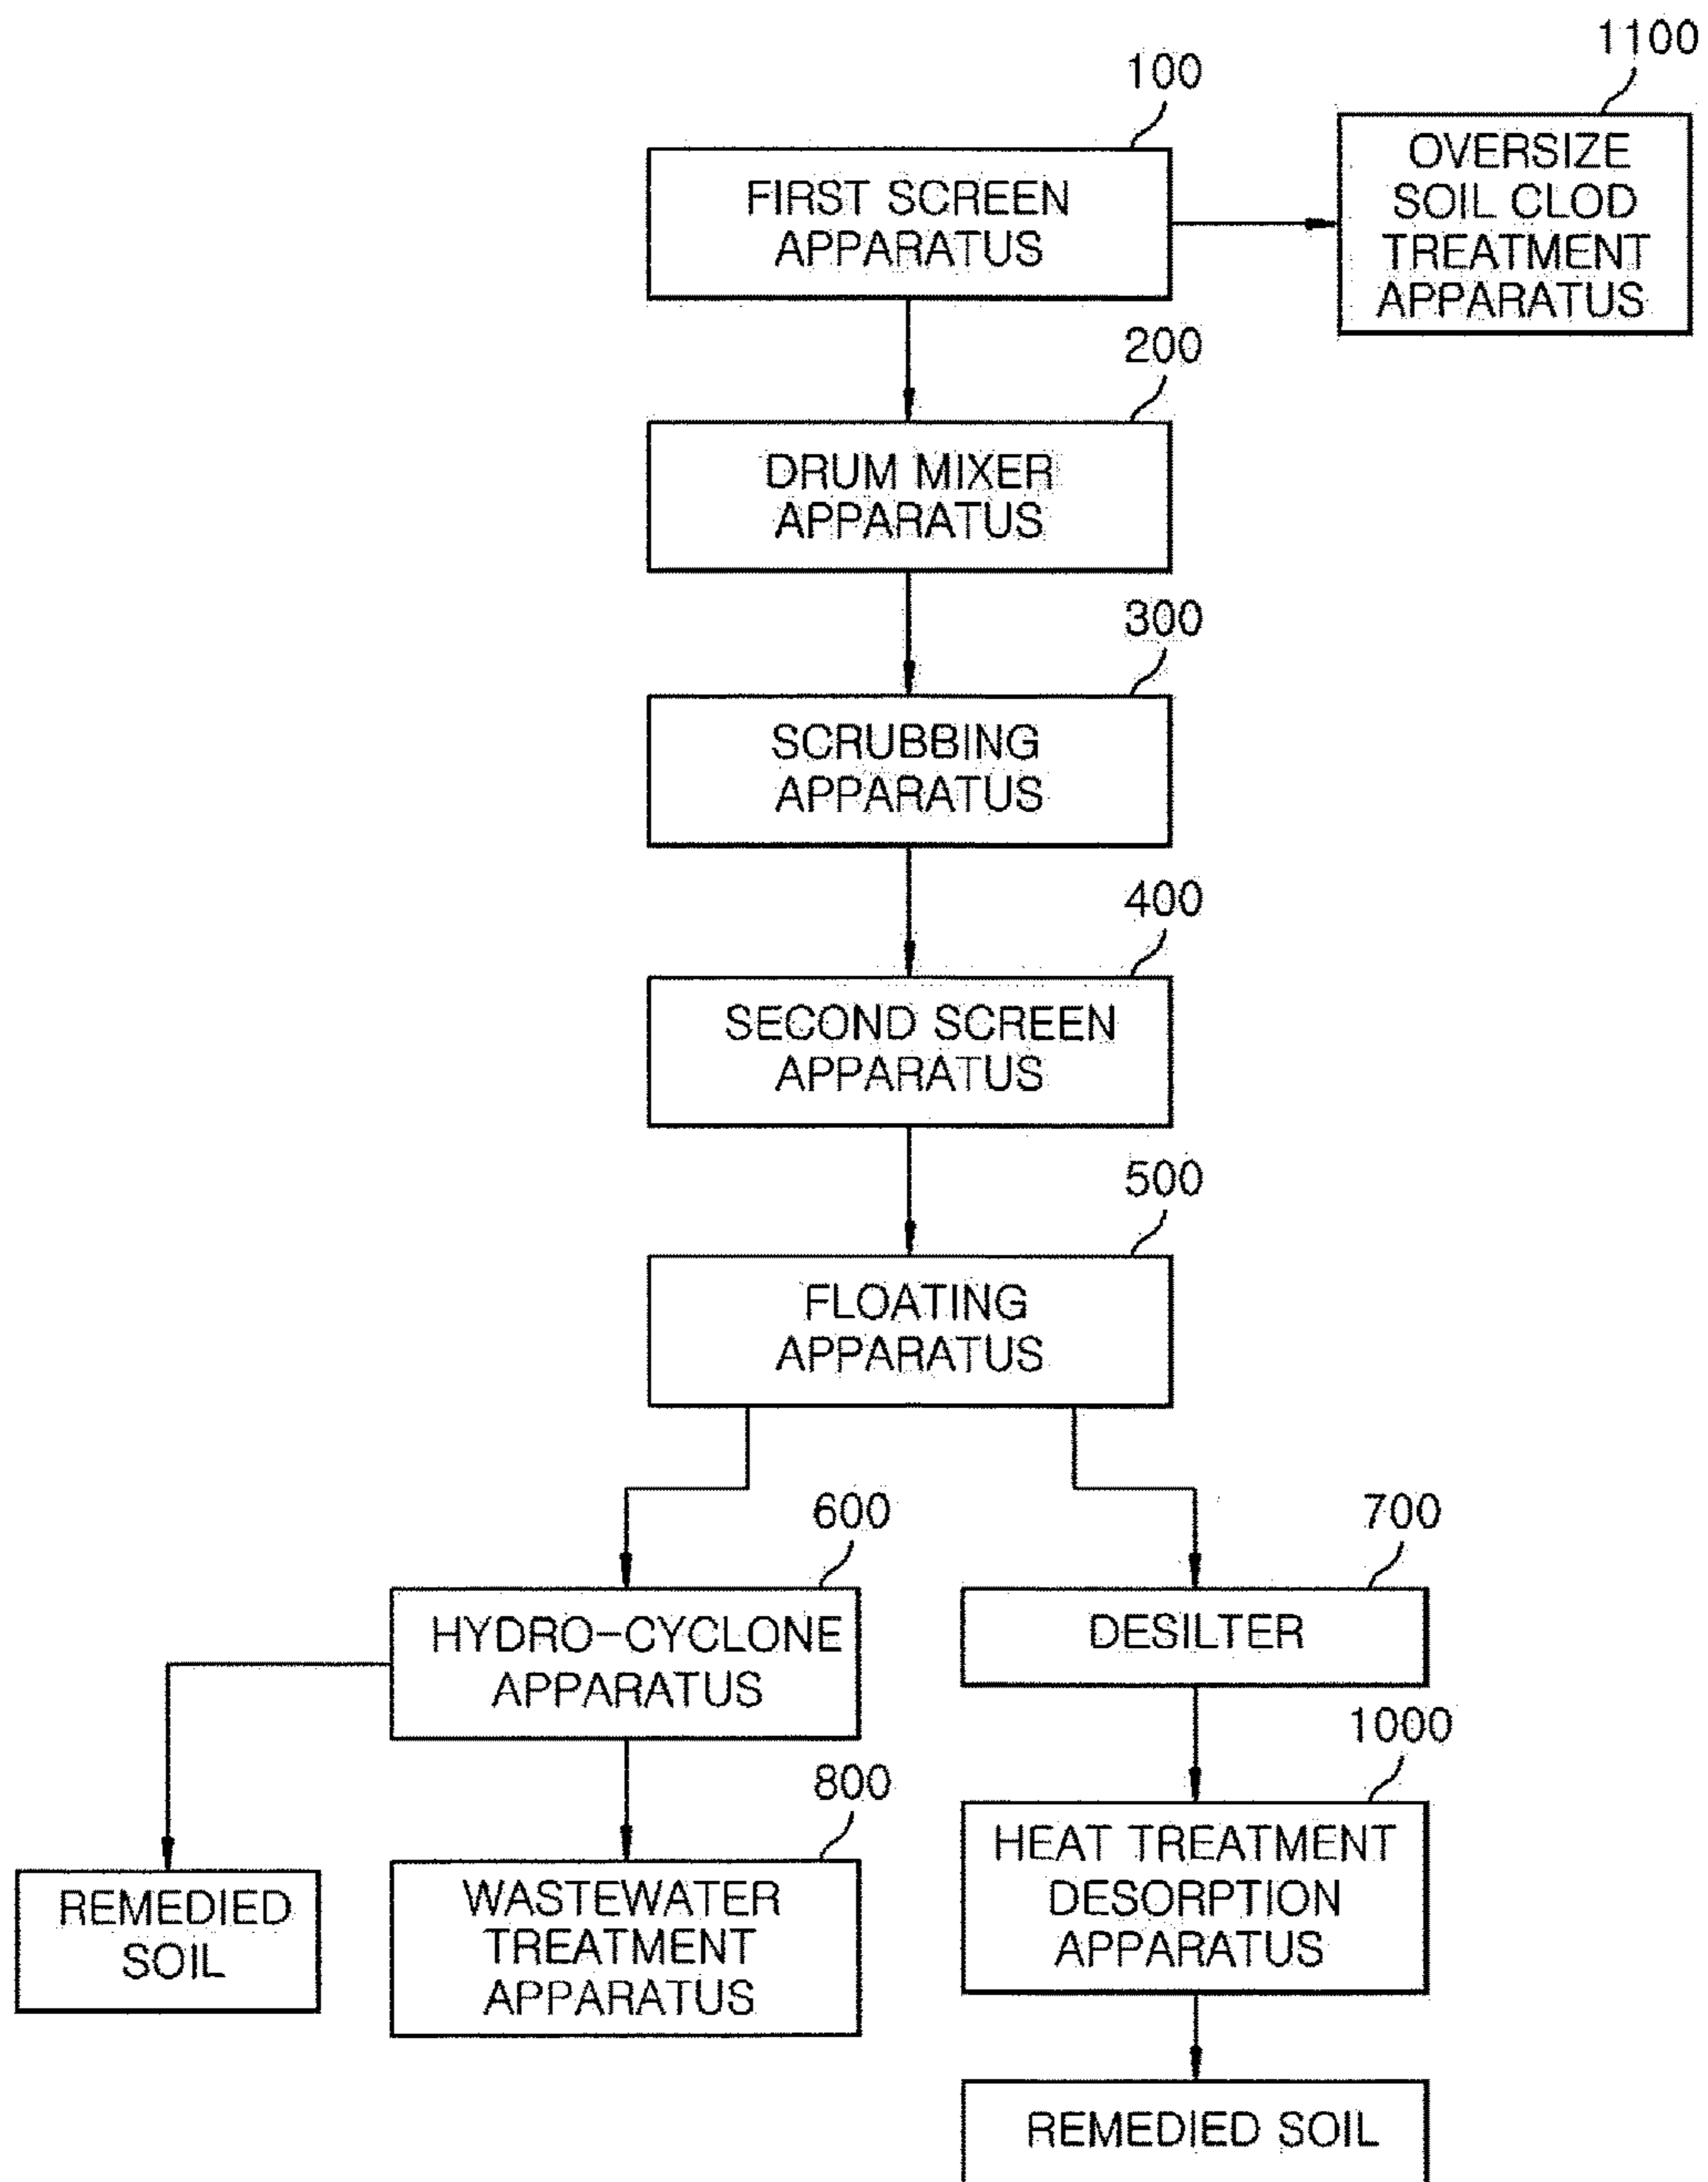 1100
100
OVERSIZE
SOIL CLOD
TREATMENT
APPARATUS
FIRST SCREEN
APPARATUS
200
DRUM MIXER
APPARATUS
300
SCRUBBING
APPARATUS
400
SECOND SCREEN
APPARATUS
500
FLOATING
APPARATUS
600
700
HYDRO-CYCLONE
APPARATUS
DESILTER
800
1000
REMEDIED
SOIL
WASTEWATER
TREATMENT
APPARATUS
HEAT TREATMENT
DESORPTION
APPARATUS
REMEDIED SOIL